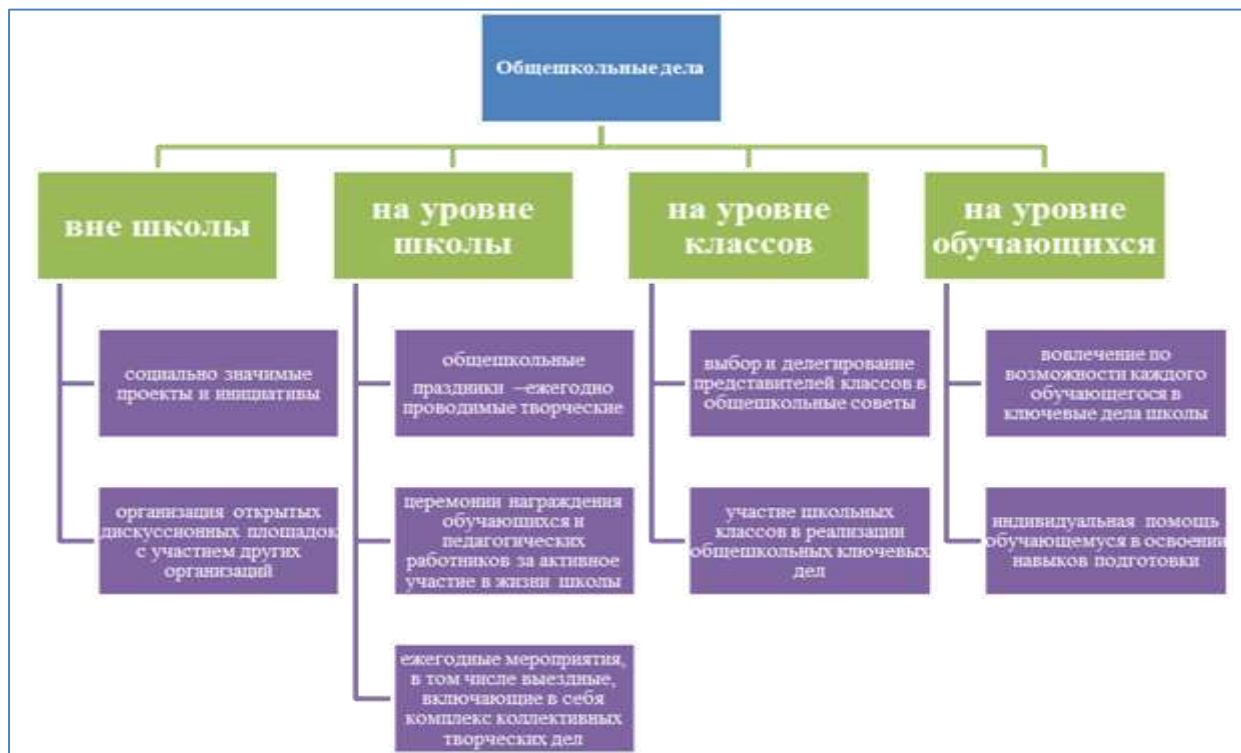 Общешкольные дела
вне школы
социально значимые
проекты и инициативы
организация открытых
дискуссионных площадок
с участием других
организаций
на уровне
школы
общешкольные
праздники –ежегодно
проводимые творческие
церемонии награждения
обучающихся и
педагогических
работников за активное
участие в жизни школы
ежегодные мероприятия,
в том числе выездные,
включающие в себя
комплекс коллективных
творческих дел
на уровне
классов
выбор и делегирование
представителей классов в
общешкольные советы
участие школьных
классов в реализации
общешкольных ключевых
дел
на уровне
обучающихся
вовлечение по
возможности каждого
обучающегося в
ключевые дела школы
индивидуальная помощь
обучающемуся в освоении
навыков подготовки